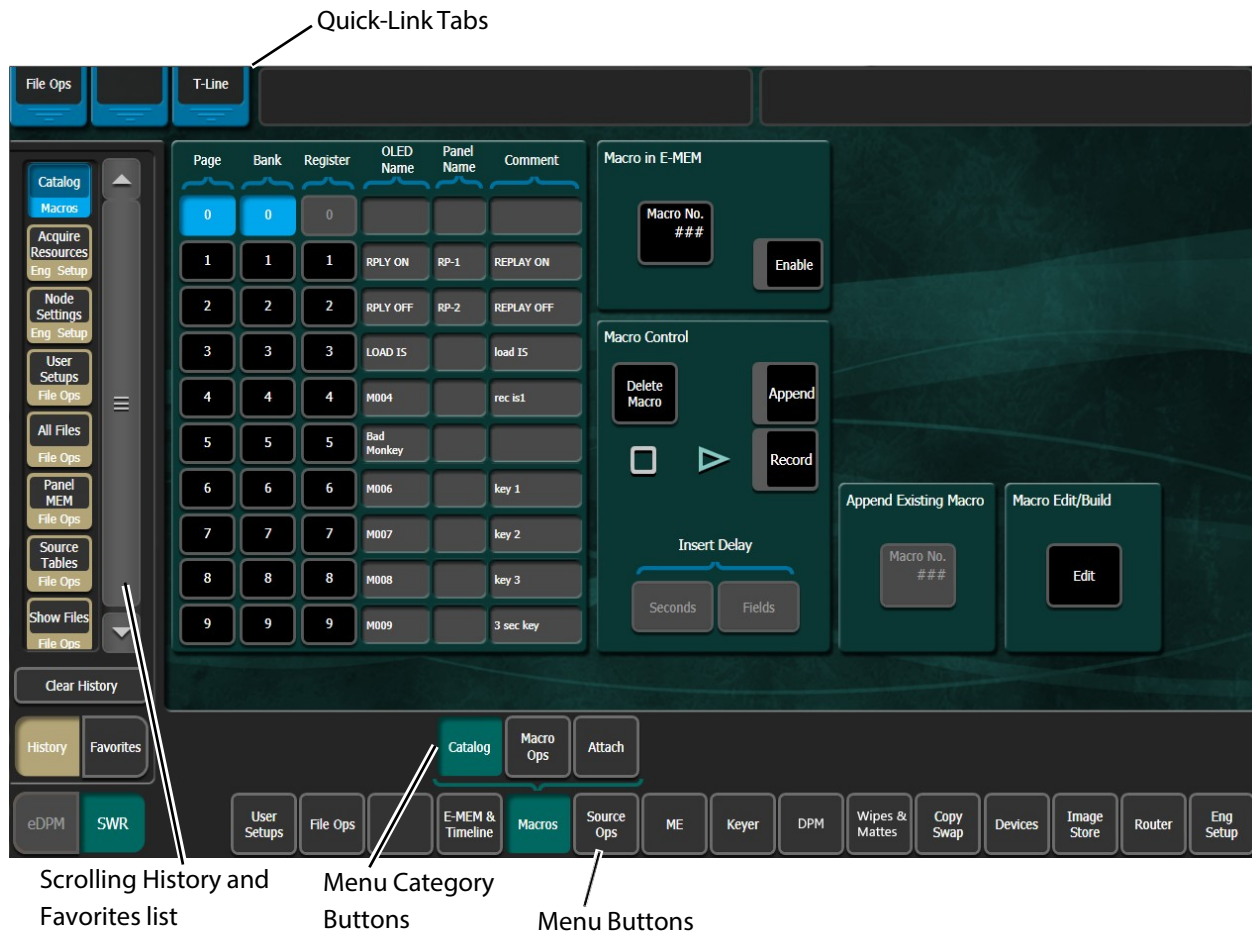 Quick-Link Tabs
File Ops
T-Line
Catalog
Macros
Acquire
Resources
Eng Setup
Node
Settings
Eng Setup
User
Setups
File Ops
All Files
File Ops
Panel
MEM
File Ops
Source
Tables
File Ops
Show Files
File Ops
Clear History
History
Favorites
eDPM
SWR
Page Bank Register OLED Name Panel Name Comment
0 0 0
1 1 1 RPLY ON RP-1 REPLAY ON
2 2 2 RPLY OFF RP-2 REPLAY OFF
3 3 3 LOAD IS load IS
4 4 4 M004 rec is1
5 5 5 Bad Monkey
6 6 6 M006 key 1
7 7 7 M007 key 2
8 8 8 M008 key 3
9 9 9 M009 3 sec key
Macro in E-MEM
Macro No.
###
Enable
Macro Control
Delete
Macro
Append
Record
Insert Delay
Seconds
Fields
Append Existing Macro
Macro No.
###
Macro Edit/Build
Edit
Catalog
Macro
Ops
Attach
User
Setups
File Ops
E-MEM &
Timeline
Macros
Source
Ops
ME
Keyer
DPM
Wipes &
Mattes
Copy
Swap
Devices
Image
Store
Router
Eng
Setup
Scrolling History and
Favorites list
Menu Category
Buttons
Menu Buttons